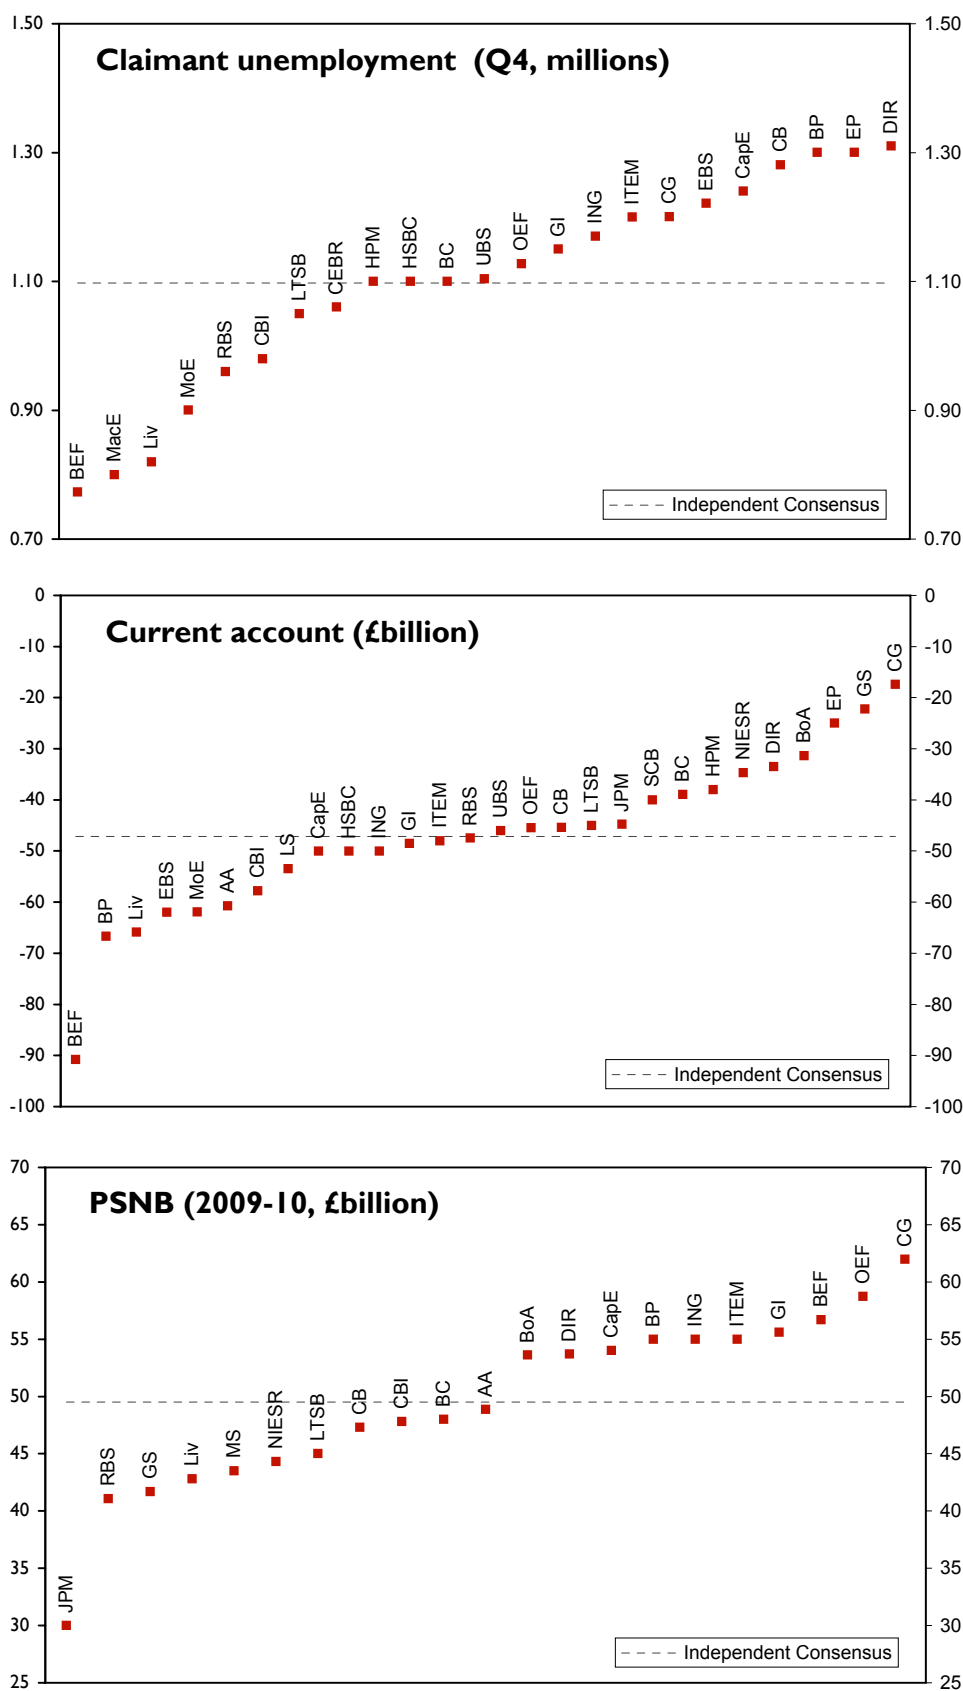 Claimant unemployment (Q4, millions)
1.50 1.50
1.30 1.30
1.10 1.10
0.90 0.90
0.70 0.70
BEF MacE Liv MoE RBS CBI LTSB CEBR HPM HSBC BC UBS OEF GI ING ITEM CG EBS CapE CB BP EP DIR
Independent Consensus
Current account (£billion)
0 0
-10 -10
-20 -20
-30 -30
-40 -40
-50 -50
-60 -60
-70 -70
-80 -80
-90 -90
-100 -100
BEF BP Liv EBS MoE AA CBI LS CapE HSBC ING GI ITEM RBS UBS OEF CB LTSB JPM SCB BC HPM NIESR DIR BoA EP GS CG
Independent Consensus
PSNB (2009-10, £billion)
70 70
65 65
60 60
55 55
50 50
45 45
40 40
35 35
30 30
25 25
JPM RBS GS Liv MS NIESR LTSB CB CBI BC AA BoA DIR CapE BP ING ITEM GI BEF OEF CG
Independent Consensus